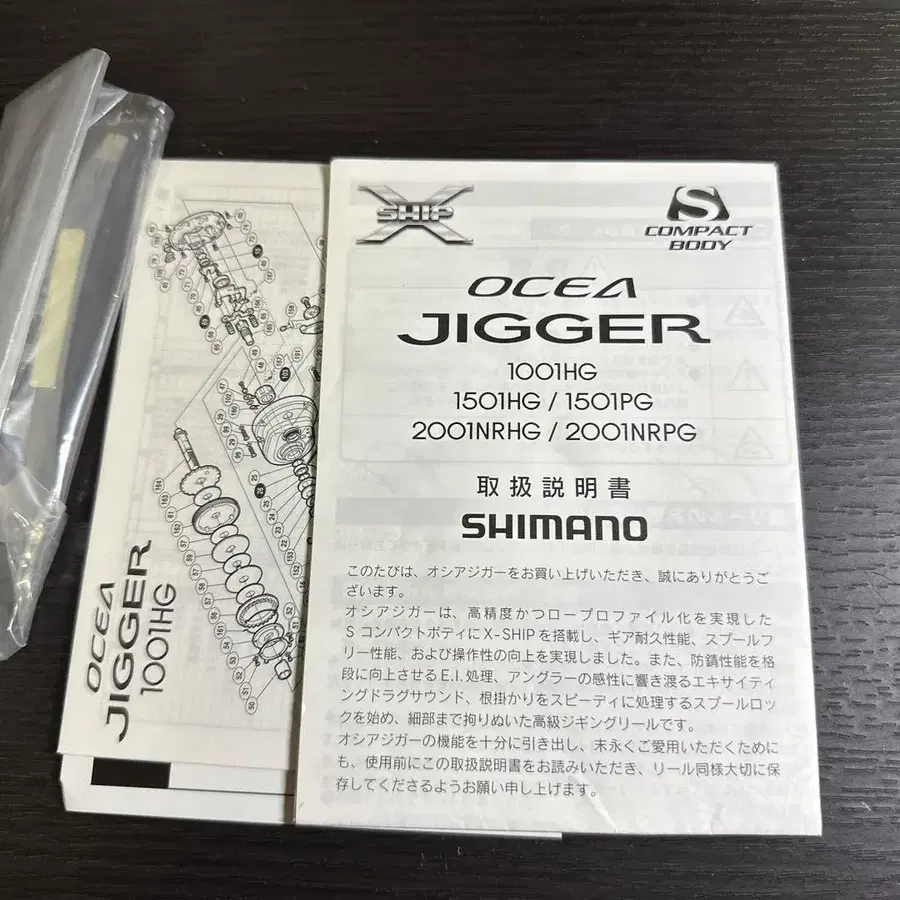 X
SHIP
S
COMPACT
BODY
OCEA
JIGGER
1001HG
1501HG / 1501PG
2001NRHG / 2001NRPG
取扱説明書
SHIMANO
このたびは、オシアジガーをお買い上げいただき、誠にありがとうご
ざいます。
オシアジガーは、高精度かつロープロファイル化を実現した
S コンパクトボディに X-SHIP を搭載し、ギア耐久性能、スプールフ
リー性能、および操作性の向上を実現しました。また、防錆性能を格
段に向上させる E.I. 処理、アングラーの感性に響き渡るエキサイティ
ングドラグサウンド、根掛かりをスピーディに処理するスプールロッ
クを始め、細部まで拘りぬいた高級ジギングリールです。
オシアジガーの機能を十分に引き出し、末永くご愛用いただくために
も、使用前にこの取扱説明書をお読みいただき、リール同様大切に保
存してくださるようお願い申し上げます。
OCEA
JIGGER
1001HG